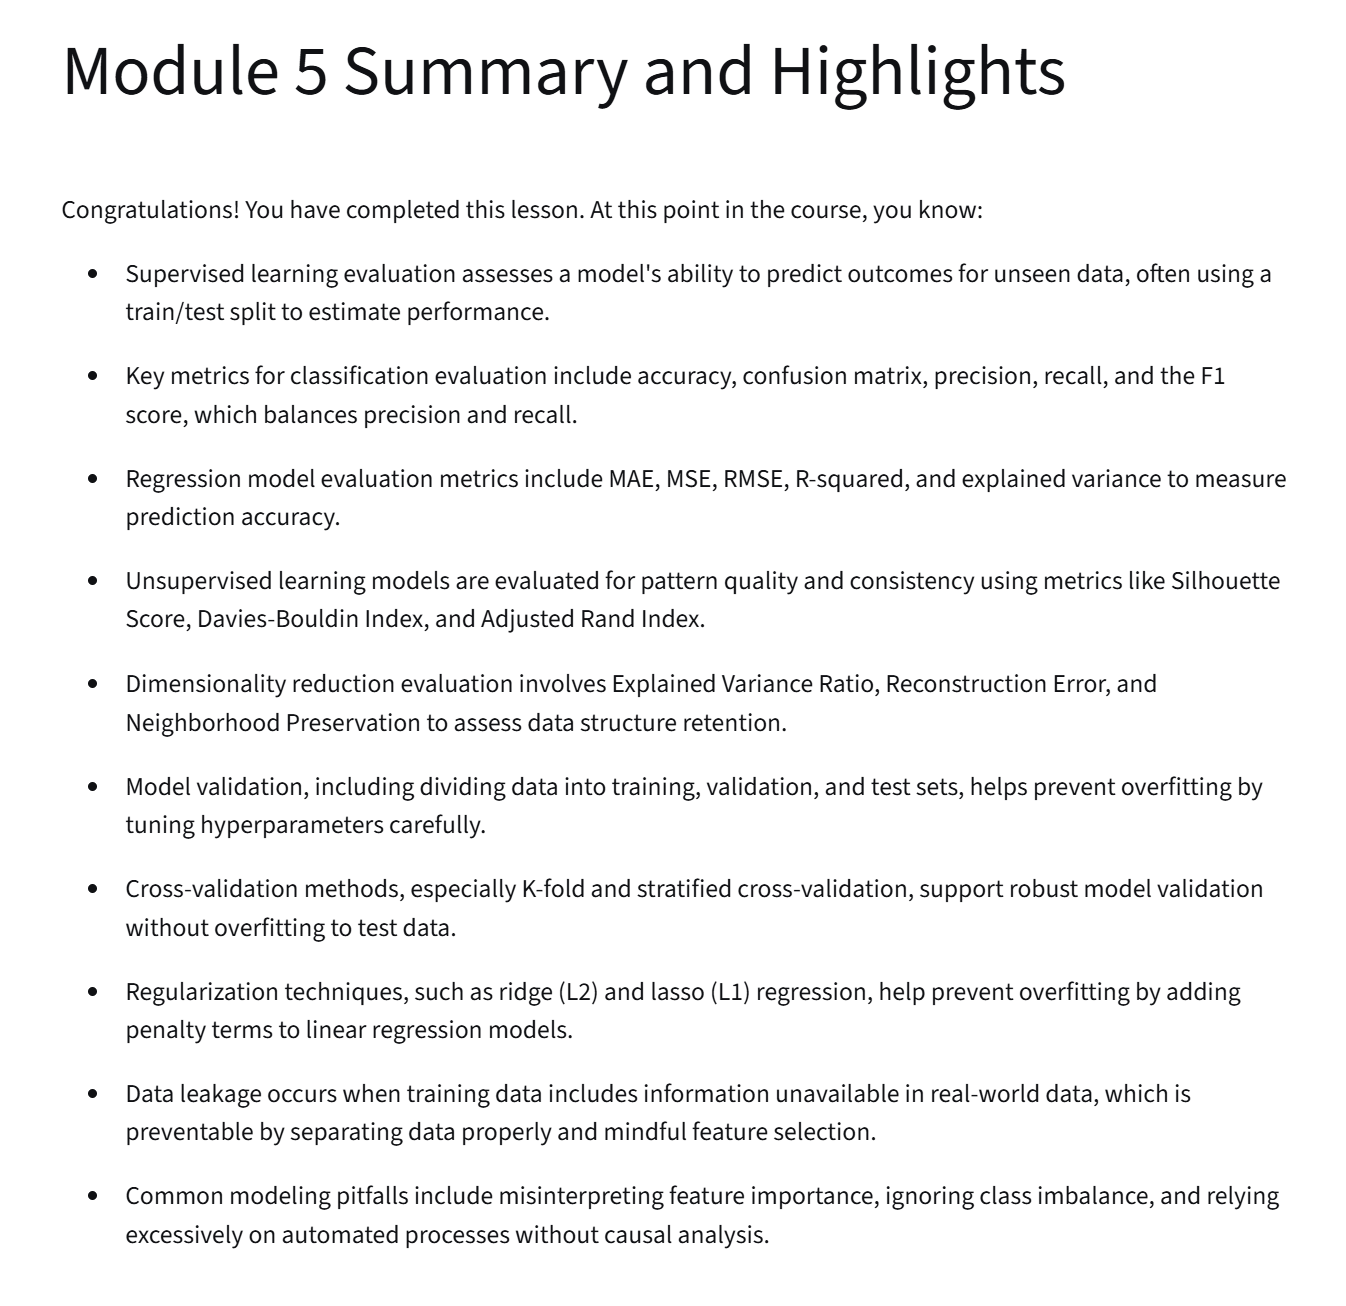 Module 5 Summary and Highlights
Congratulations! You have completed this lesson. At this point in the course, you know:
• Supervised learning evaluation assesses a model's ability to predict outcomes for unseen data, often using a
train/test split to estimate performance.
• Key metrics for classification evaluation include accuracy, confusion matrix, precision, recall, and the F1
score, which balances precision and recall.
• Regression model evaluation metrics include MAE, MSE, RMSE, R-squared, and explained variance to measure
prediction accuracy.
• Unsupervised learning models are evaluated for pattern quality and consistency using metrics like Silhouette
Score, Davies-Bouldin Index, and Adjusted Rand Index.
• Dimensionality reduction evaluation involves Explained Variance Ratio, Reconstruction Error, and
Neighborhood Preservation to assess data structure retention.
• Model validation, including dividing data into training, validation, and test sets, helps prevent overfitting by
tuning hyperparameters carefully.
• Cross-validation methods, especially K-fold and stratified cross-validation, support robust model validation
without overfitting to test data.
• Regularization techniques, such as ridge (L2) and lasso (L1) regression, help prevent overfitting by adding
penalty terms to linear regression models.
• Data leakage occurs when training data includes information unavailable in real-world data, which is
preventable by separating data properly and mindful feature selection.
• Common modeling pitfalls include misinterpreting feature importance, ignoring class imbalance, and relying
excessively on automated processes without causal analysis.